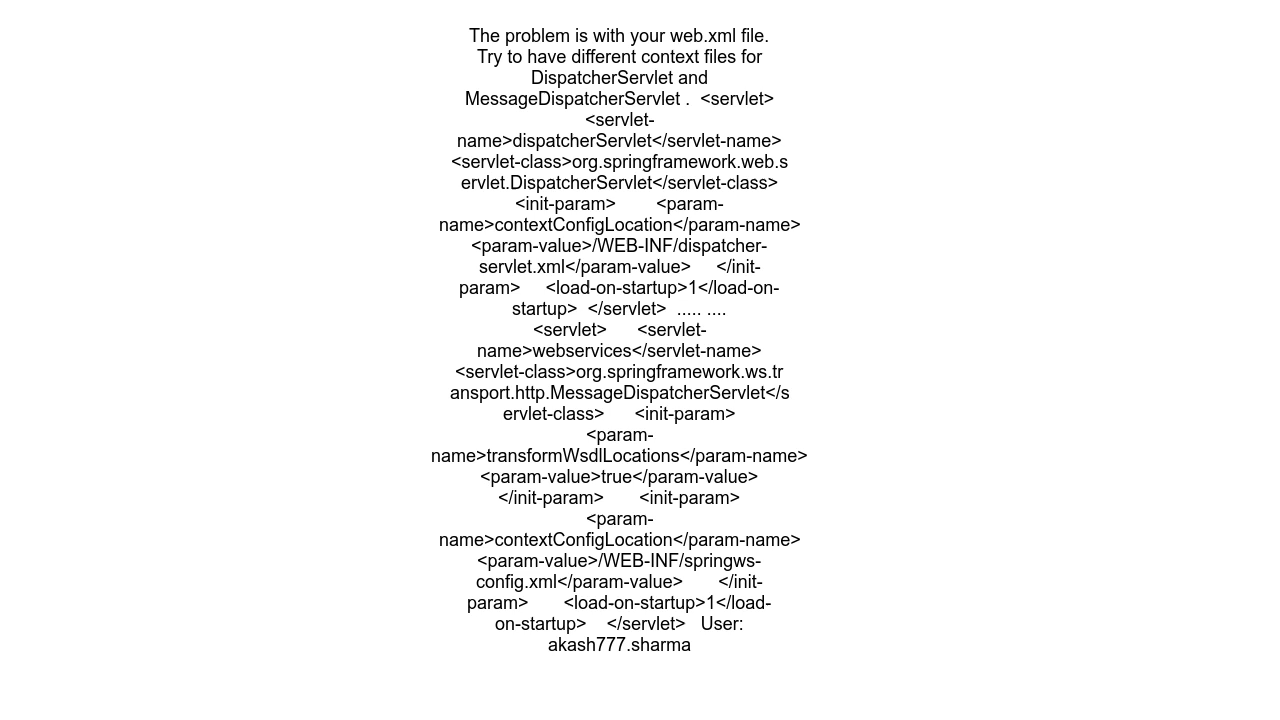 The problem is with your web.xml file.
Try to have different context files for
DispatcherServlet and
MessageDispatcherServlet .  <servlet>
<servlet-
name>dispatcherServlet</servlet-name>
<servlet-class>org.springframework.web.s
ervlet.DispatcherServlet</servlet-class>
<init-param>        <param-
name>contextConfigLocation</param-name>
<param-value>/WEB-INF/dispatcher-
servlet.xml</param-value>     </init-
param>     <load-on-startup>1</load-on-
startup>  </servlet>  ..... ....
<servlet>      <servlet-
name>webservices</servlet-name>
<servlet-class>org.springframework.ws.tr
ansport.http.MessageDispatcherServlet</s
ervlet-class>      <init-param>
<param-
name>transformWsdlLocations</param-name>
<param-value>true</param-value>
</init-param>       <init-param>
<param-
name>contextConfigLocation</param-name>
<param-value>/WEB-INF/springws-
config.xml</param-value>       </init-
param>       <load-on-startup>1</load-
on-startup>    </servlet>   User:
akash777.sharma